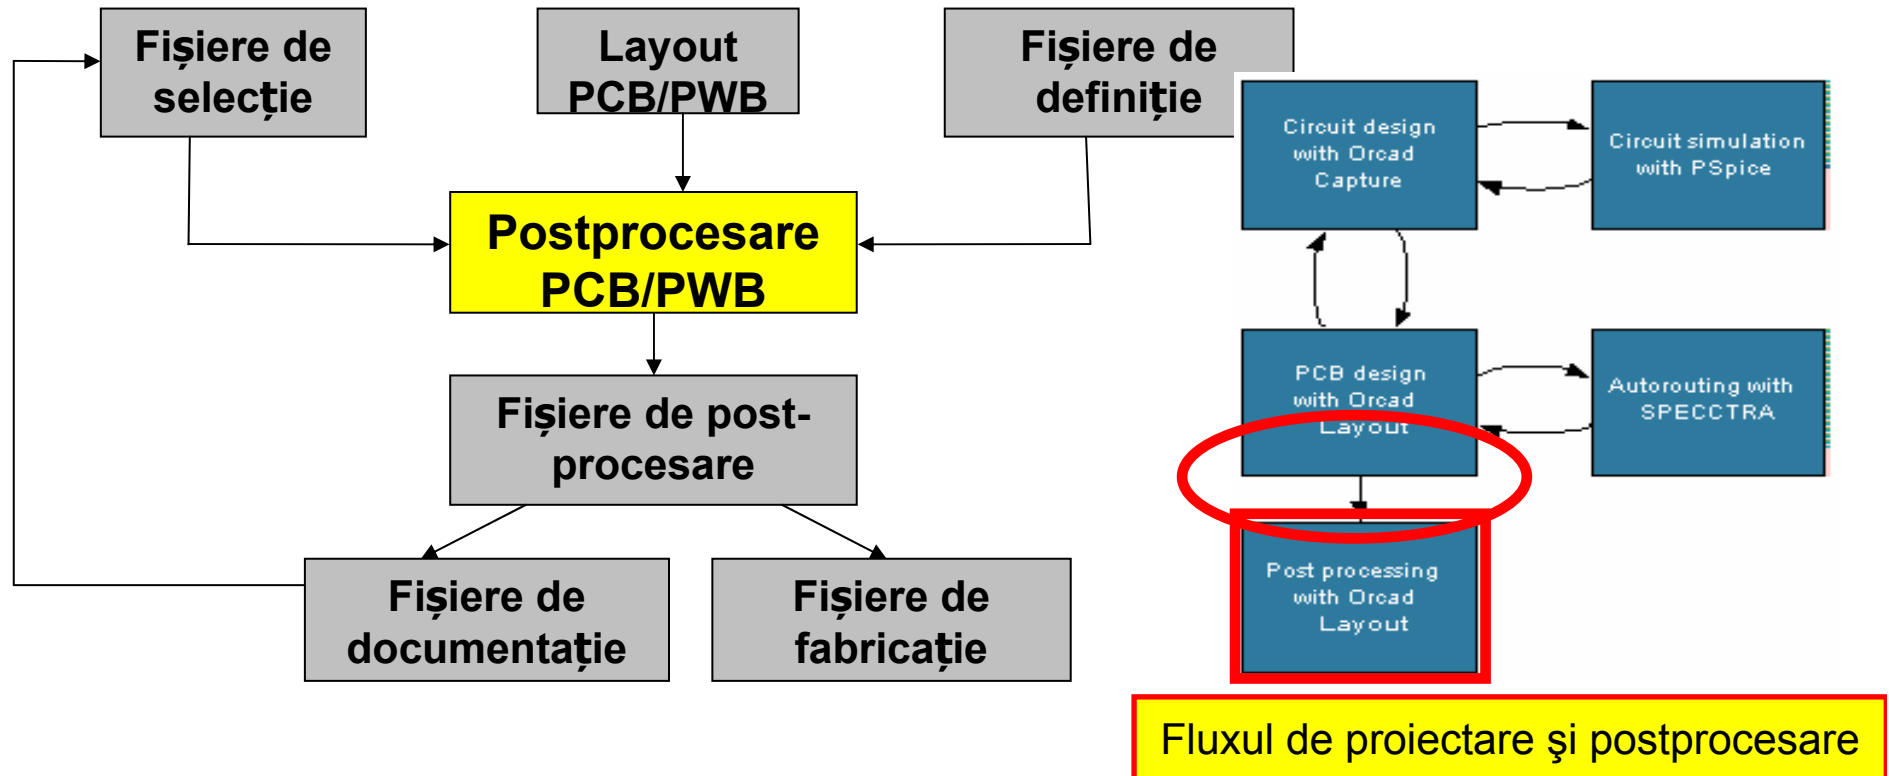 Fișiere de
selecție
Layout
PCB/PWB
Fișiere de
definiție
Postprocesare
PCB/PWB
Fișiere de post-
procesare
Fișiere de
documentație
Fișiere de
fabricație
Circuit design
with Orcad
Capture
Circuit simulation
with PSpice
PCB design
with Orcad
Layout
Autorouting with
SPECCTRA
Post processing
with Orcad
Layout
Fluxul de proiectare şi postprocesare